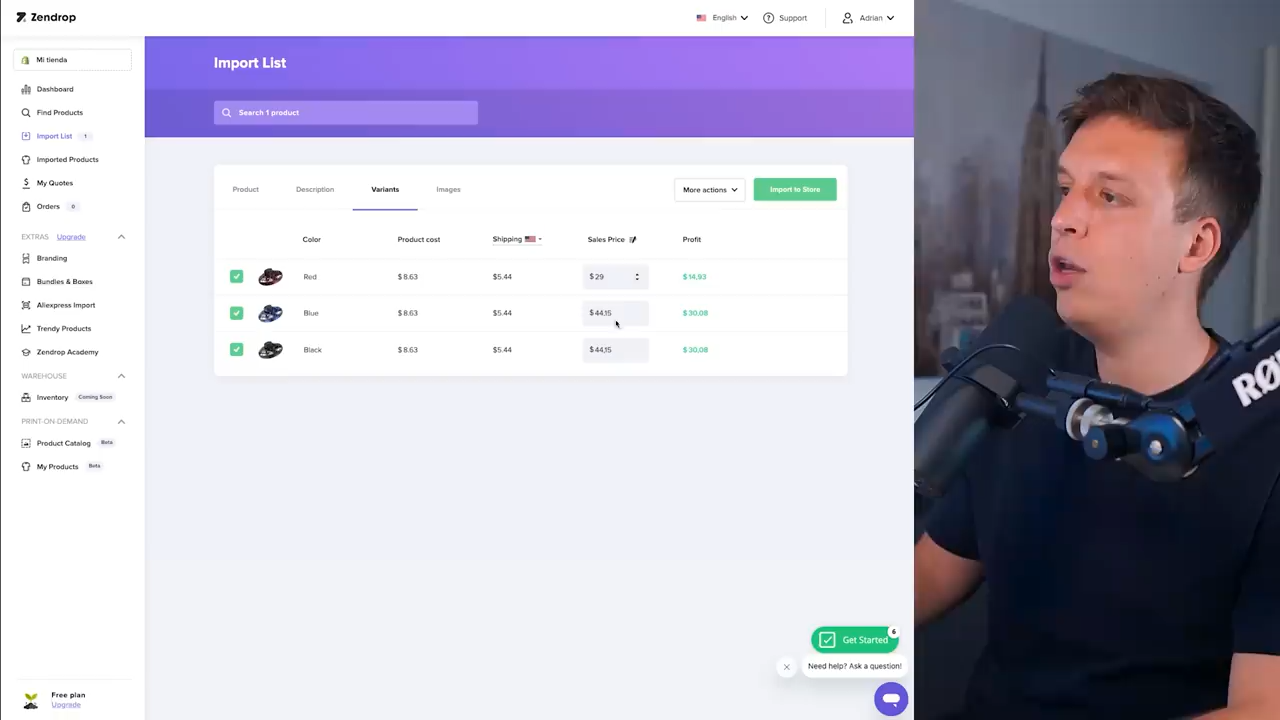 Zendrop
English
Support
Adrian
Mi tienda
Dashboard
Find Products
Import List 1
Imported Products
My Quotes
Orders 0
EXTRAS Upgrade
Branding
Bundles & Boxes
Aliexpress Import
Trendy Products
Zendrop Academy
WAREHOUSE
Inventory Coming Soon
PRINT-ON-DEMAND
Product Catalog Beta
My Products Beta
Free plan
Upgrade
Import List
Search 1 product
Product Description Variants Images More actions Import to Store
Color Product cost Shipping Sales Price Profit
Red $8.63 $5.44 $29 $14,93
Blue $8.63 $5.44 $44,15 $30,08
Black $8.63 $5.44 $44,15 $30,08
Get Started 6
Need help? Ask a question!
RØ